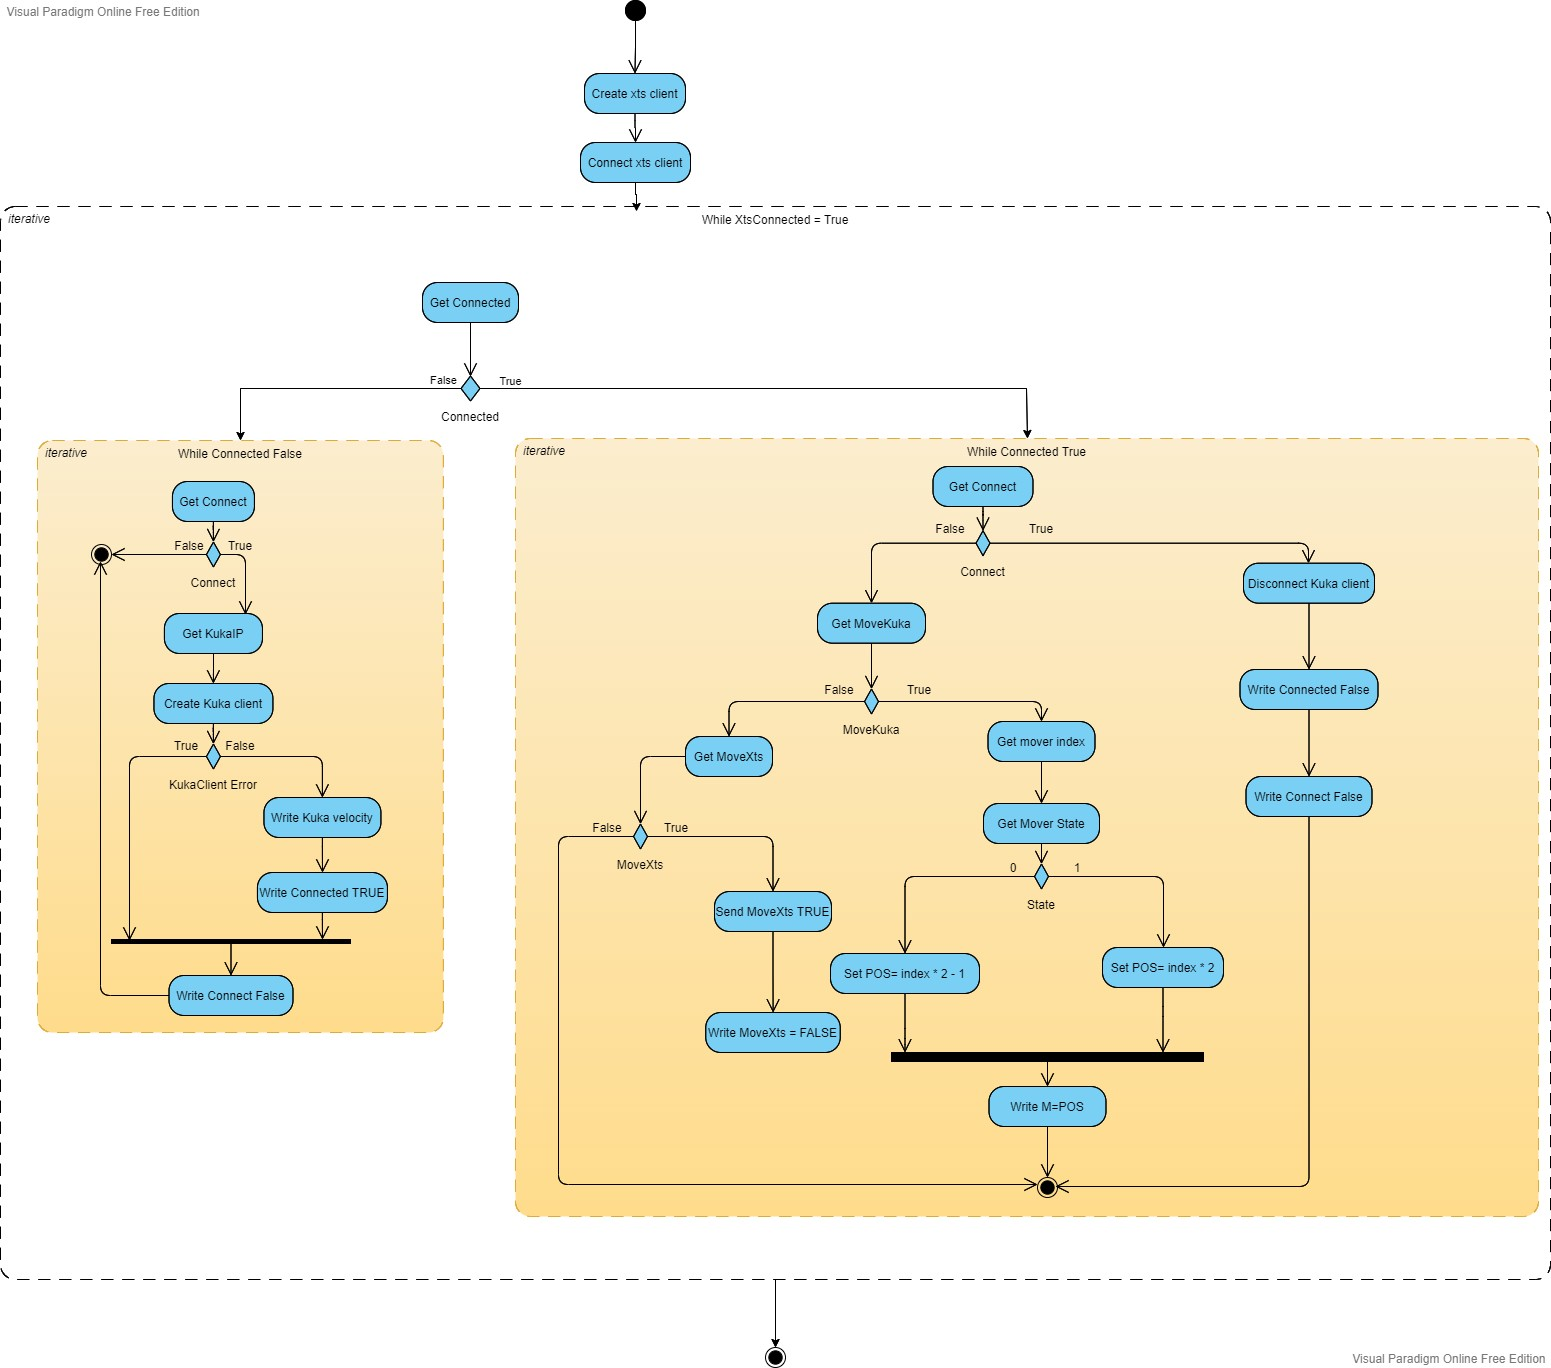 Visual Paradigm Online Free Edition
Create xts client
Connect xts client
iterative
While XtsConnected = True
Get Connected
False
True
Connected
iterative
While Connected False
Get Connect
False
True
Connect
Get KukaIP
Create Kuka client
True
False
KukaClient Error
Write Kuka velocity
Write Connected TRUE
Write Connect False
iterative
While Connected True
Get Connect
False
True
Connect
Disconnect Kuka client
Get MoveKuka
Write Connected False
False
True
MoveKuka
Get MoveXts
Get mover index
Write Connect False
False
True
MoveXts
Get Mover State
0
1
State
Send MoveXts TRUE
Set POS= index * 2 - 1
Set POS= index * 2
Write MoveXts = FALSE
Write M=POS
Visual Paradigm Online Free Edition